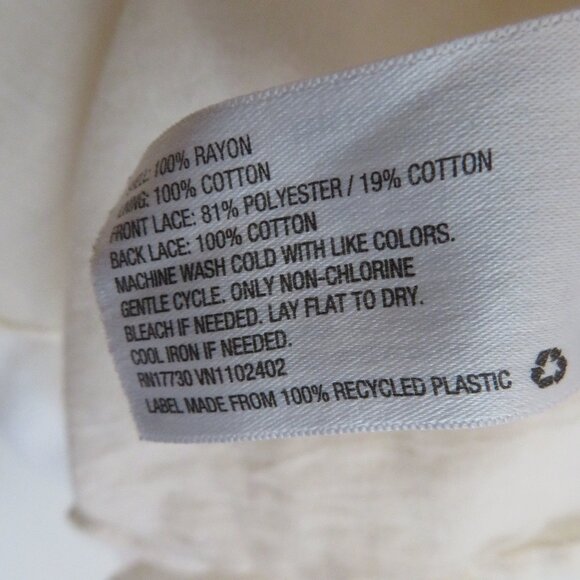 100% RAYON
100% COTTON
FRONT LACE: 81% POLYESTER / 19% COTTON
BACK LACE: 100% COTTON
MACHINE WASH COLD WITH LIKE COLORS.
GENTLE CYCLE. ONLY NON-CHLORINE
BLEACH IF NEEDED. LAY FLAT TO DRY.
COOL IRON IF NEEDED.
RN17730 VN1102402
LABEL MADE FROM 100% RECYCLED PLASTIC